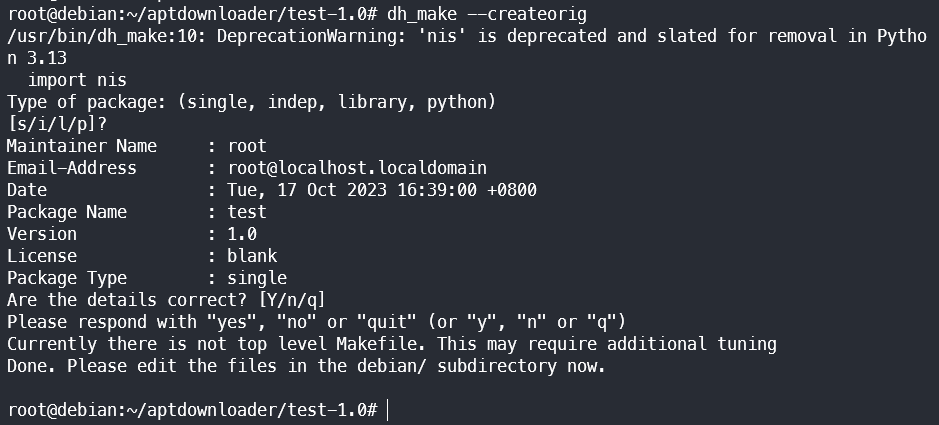 root@debian:~/aptdownloader/test-1.0# dh_make --createorig
/usr/bin/dh_make:10: DeprecationWarning: 'nis' is deprecated and slated for removal in Pytho
n 3.13
  import nis
Type of package: (single, indep, library, python)
[s/i/l/p]?
Maintainer Name     : root
Email-Address       : root@localhost.localdomain
Date                : Tue, 17 Oct 2023 16:39:00 +0800
Package Name        : test
Version             : 1.0
License             : blank
Package Type        : single
Are the details correct? [Y/n/q]
Please respond with "yes", "no" or "quit" (or "y", "n" or "q")
Currently there is not top level Makefile. This may require additional tuning
Done. Please edit the files in the debian/ subdirectory now.

root@debian:~/aptdownloader/test-1.0#